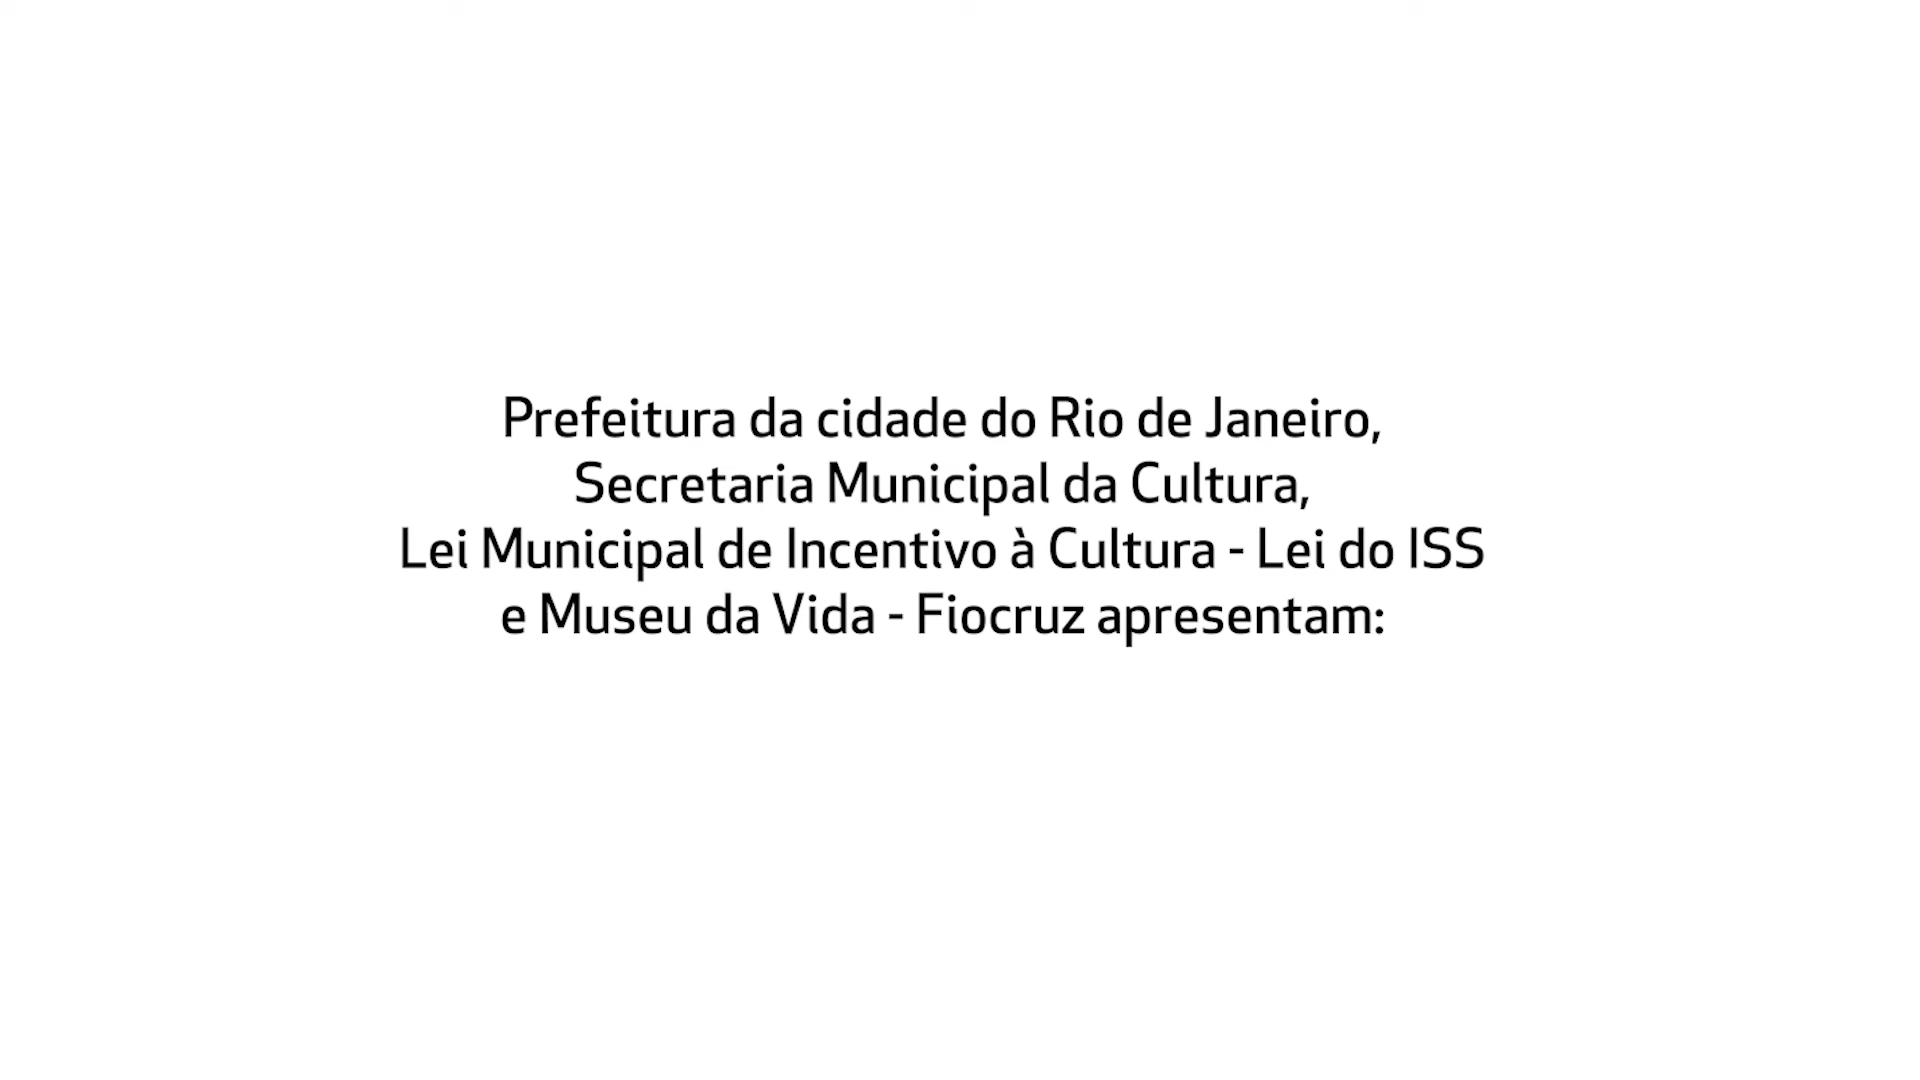 Prefeitura da cidade do Rio de Janeiro,
Secretaria Municipal da Cultura,
Lei Municipal de Incentivo à Cultura - Lei do ISS
e Museu da Vida - Fiocruz apresentam: